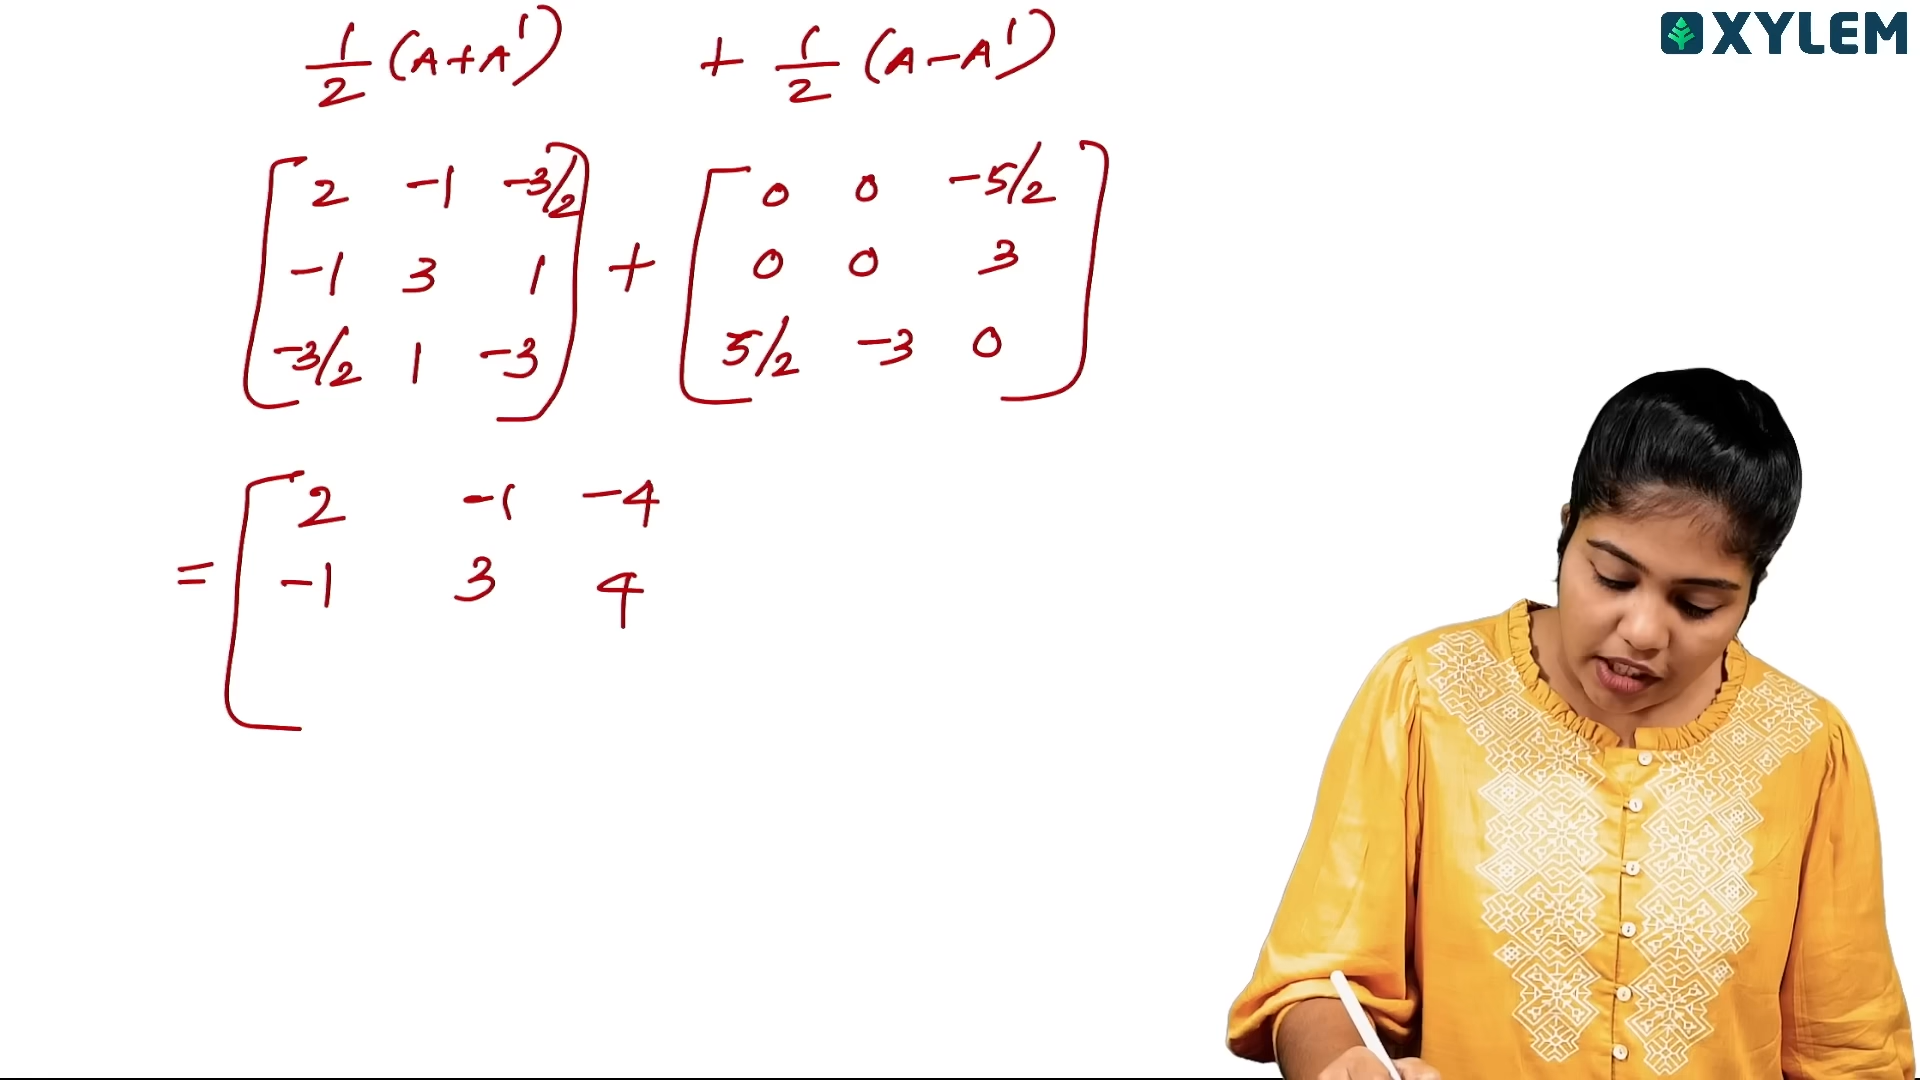 XYLEM
1/2 (A+A') + 1/2 (A-A')
2 -1 -3/2 0 0 -5/2
-1 3 1 + 0 0 3
-3/2 1 -3 5/2 -3 0
2 -1 -4
= -1 3 4